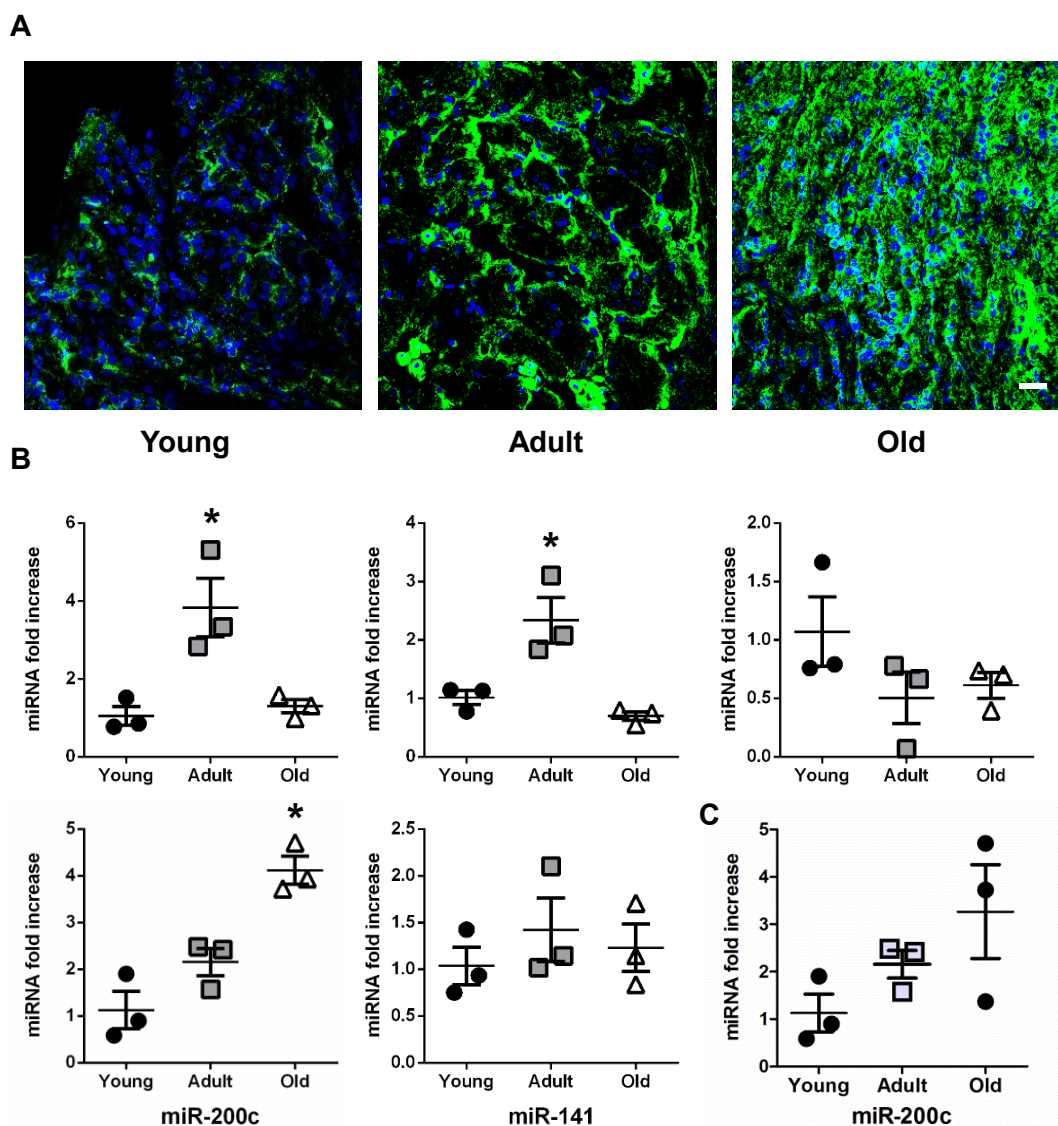 A
Young Adult Old
B
miRNA fold increase
6
4
2
0
*
Young Adult Old
miRNA fold increase
4
3
2
1
0
*
Young Adult Old
miRNA fold increase
2.0
1.5
1.0
0.5
0.0
Young Adult Old
miRNA fold increase
5
4
3
2
1
0
*
Young Adult Old
miR-200c
miRNA fold increase
2.5
2.0
1.5
1.0
0.5
0.0
Young Adult Old
miR-141
C
miRNA fold increase
5
4
3
2
1
0
Young Adult Old
miR-200c